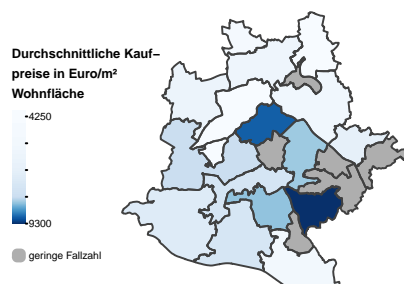 Durchschnittliche Kauf–
preise in Euro/m²
Wohnfläche
4250
9300
geringe Fallzahl